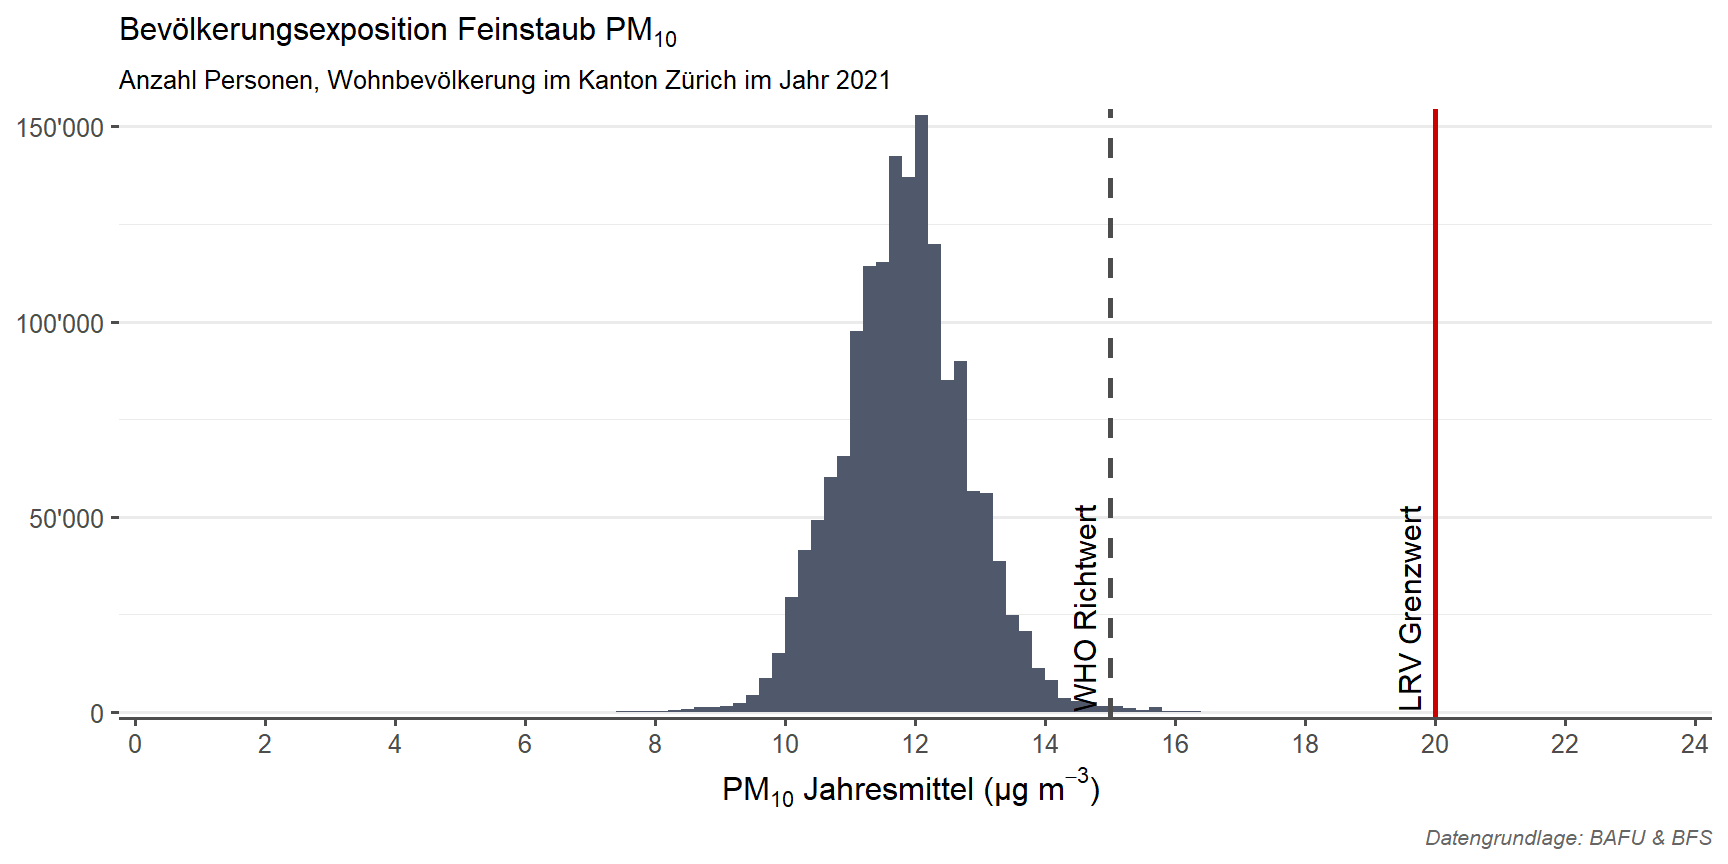 Bevölkerungsexposition Feinstaub PM₁₀
Anzahl Personen, Wohnbevölkerung im Kanton Zürich im Jahr 2021
150'000
100'000
50'000
0
WHO Richtwert
LRV Grenzwert
0 2 4 6 8 10 12 14 16 18 20 22 24
PM₁₀ Jahresmittel (µg m⁻³)
Datengrundlage: BAFU & BFS